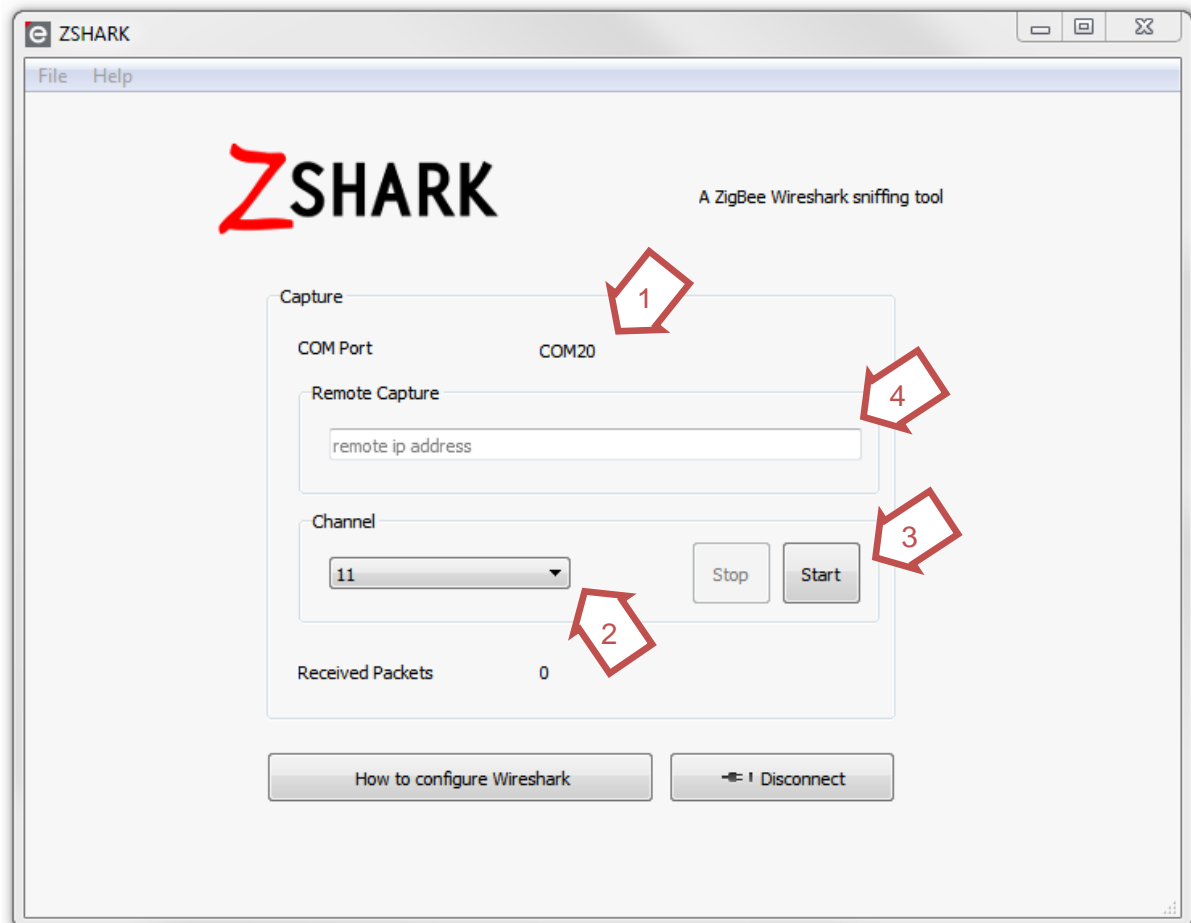 e ZSHARK
File Help
ZSHARK
A ZigBee Wireshark sniffing tool
Capture
1
COM Port COM20
Remote Capture
4
remote ip address
Channel
3
11
Stop Start
2
Received Packets 0
How to configure Wireshark Disconnect